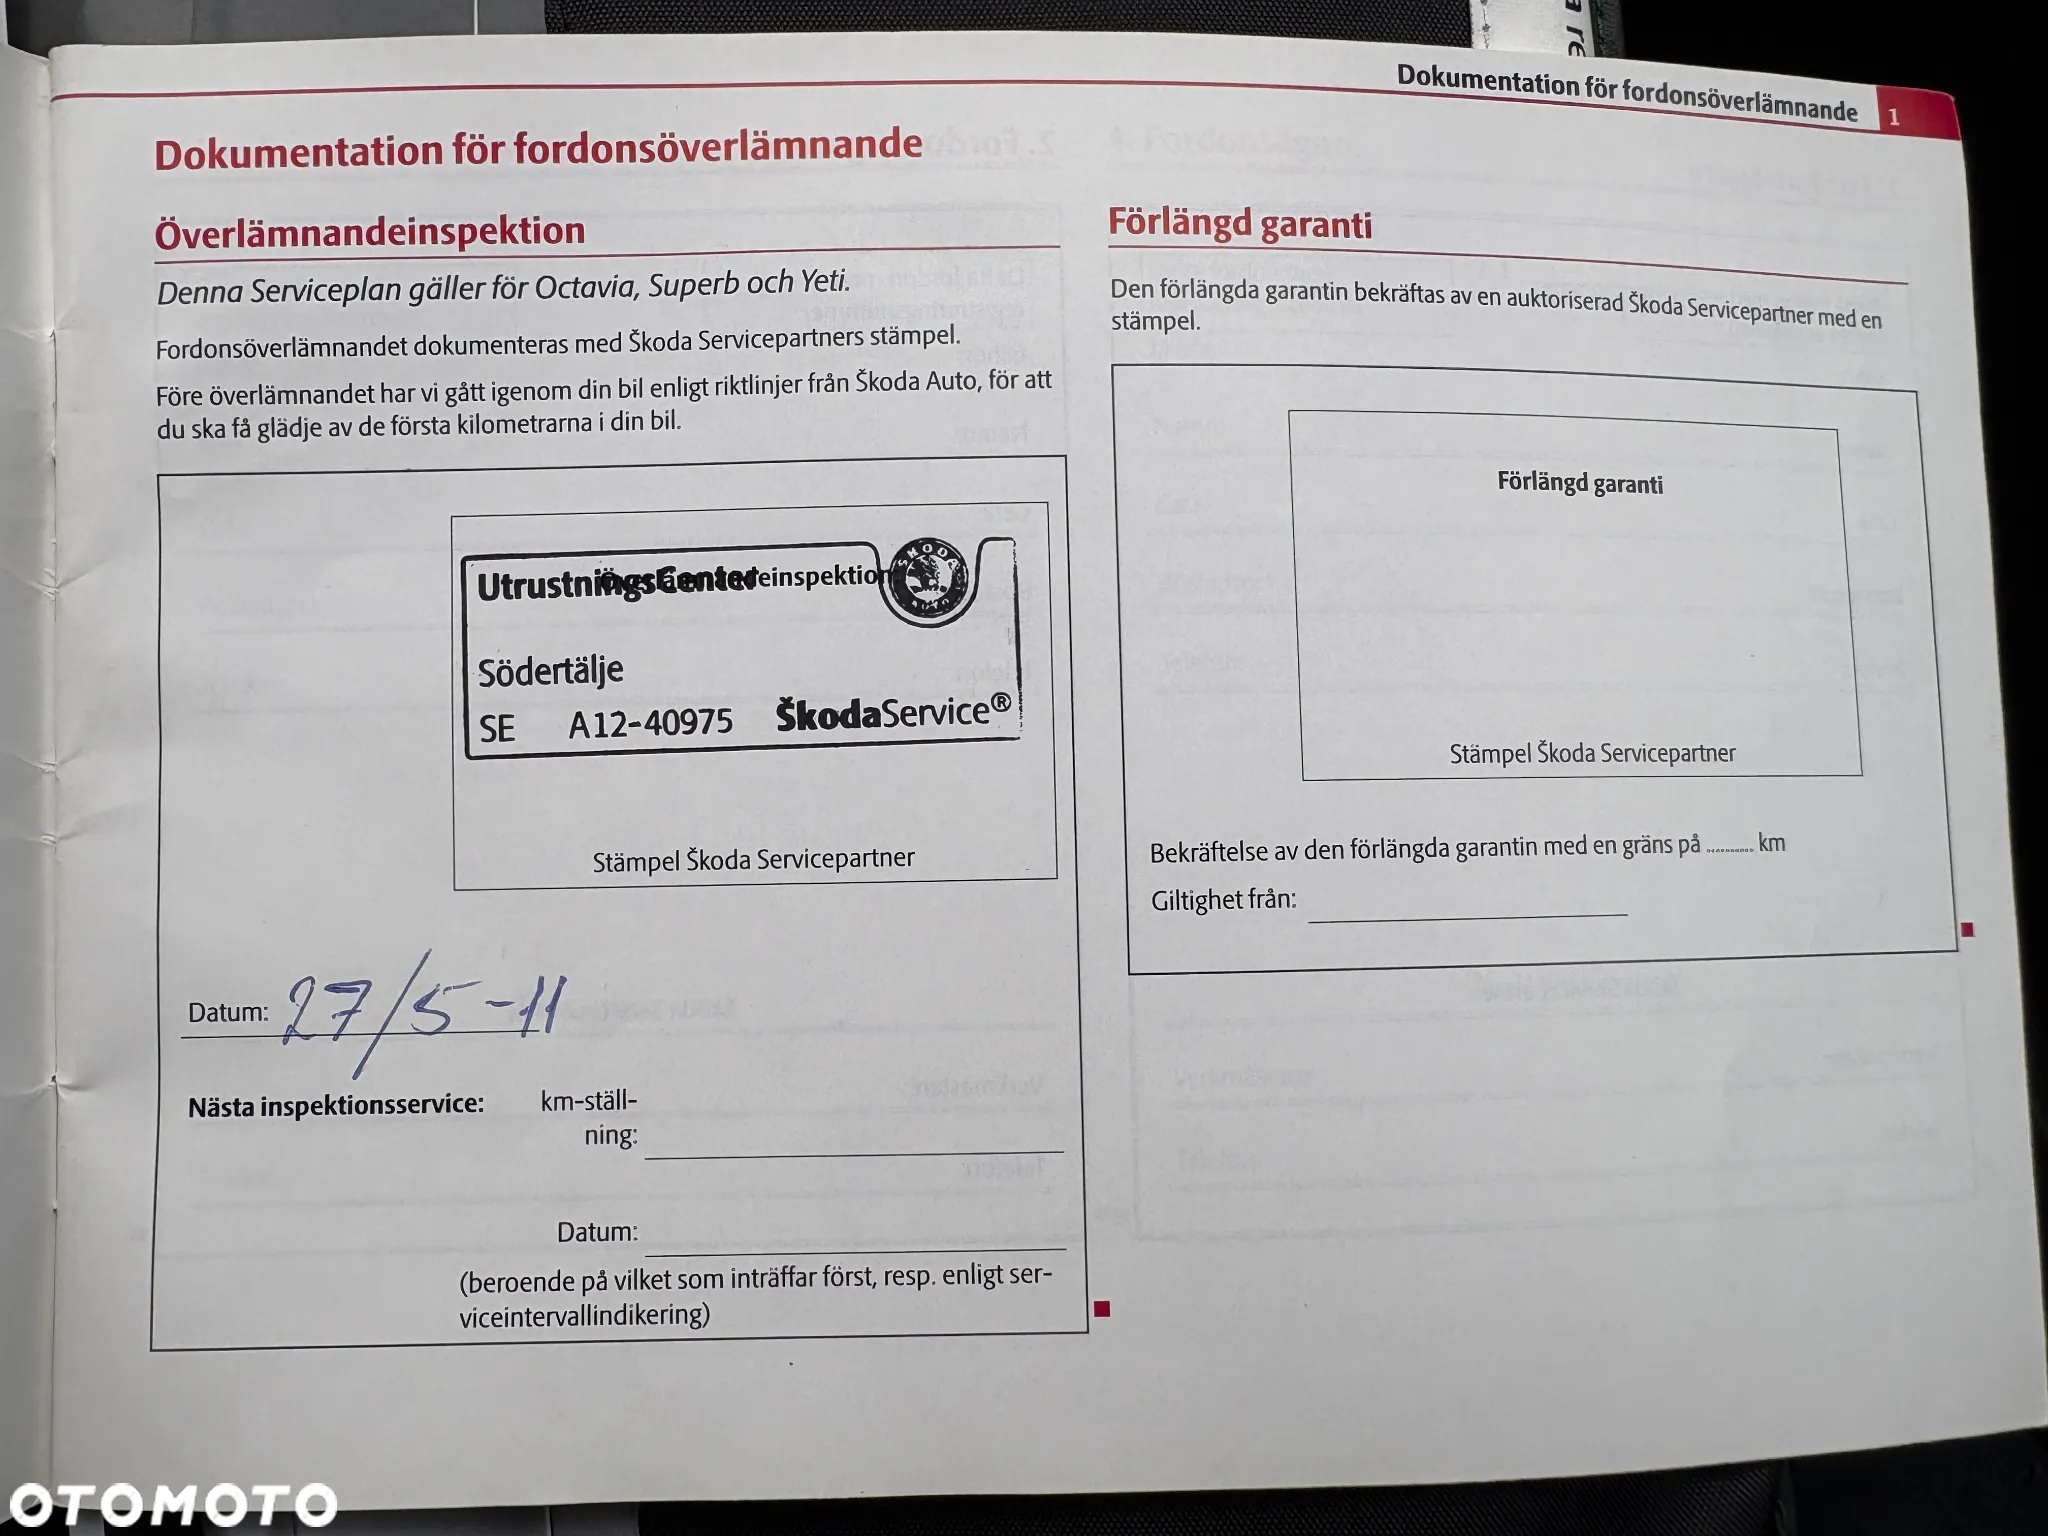 Dokumentation för fordonsöverlämnande 1
Dokumentation för fordonsöverlämnande
Överlämnandeinspektion
Denna Serviceplan gäller för Octavia, Superb och Yeti.
Fordonsöverlämnandet dokumenteras med Škoda Servicepartners stämpel.
Före överlämnandet har vi gått igenom din bil enligt riktlinjer från Škoda Auto, för att
du ska få glädje av de första kilometrarna i din bil.
UtrustningsCenter
Överlämnandeinspektion
SKODA
AUTO
Södertälje
SE A12-40975 ŠkodaService®
Stämpel Škoda Servicepartner
Datum: 27/5-11
Nästa inspektionsservice: km-ställ-
ning:
Datum:
(beroende på vilket som inträffar först, resp. enligt ser-
viceintervallindikering)
Förlängd garanti
Den förlängda garantin bekräftas av en auktoriserad Škoda Servicepartner med en
stämpel.
Förlängd garanti
Stämpel Škoda Servicepartner
Bekräftelse av den förlängda garantin med en gräns på .......... km
Giltighet från:
OTOMOTO